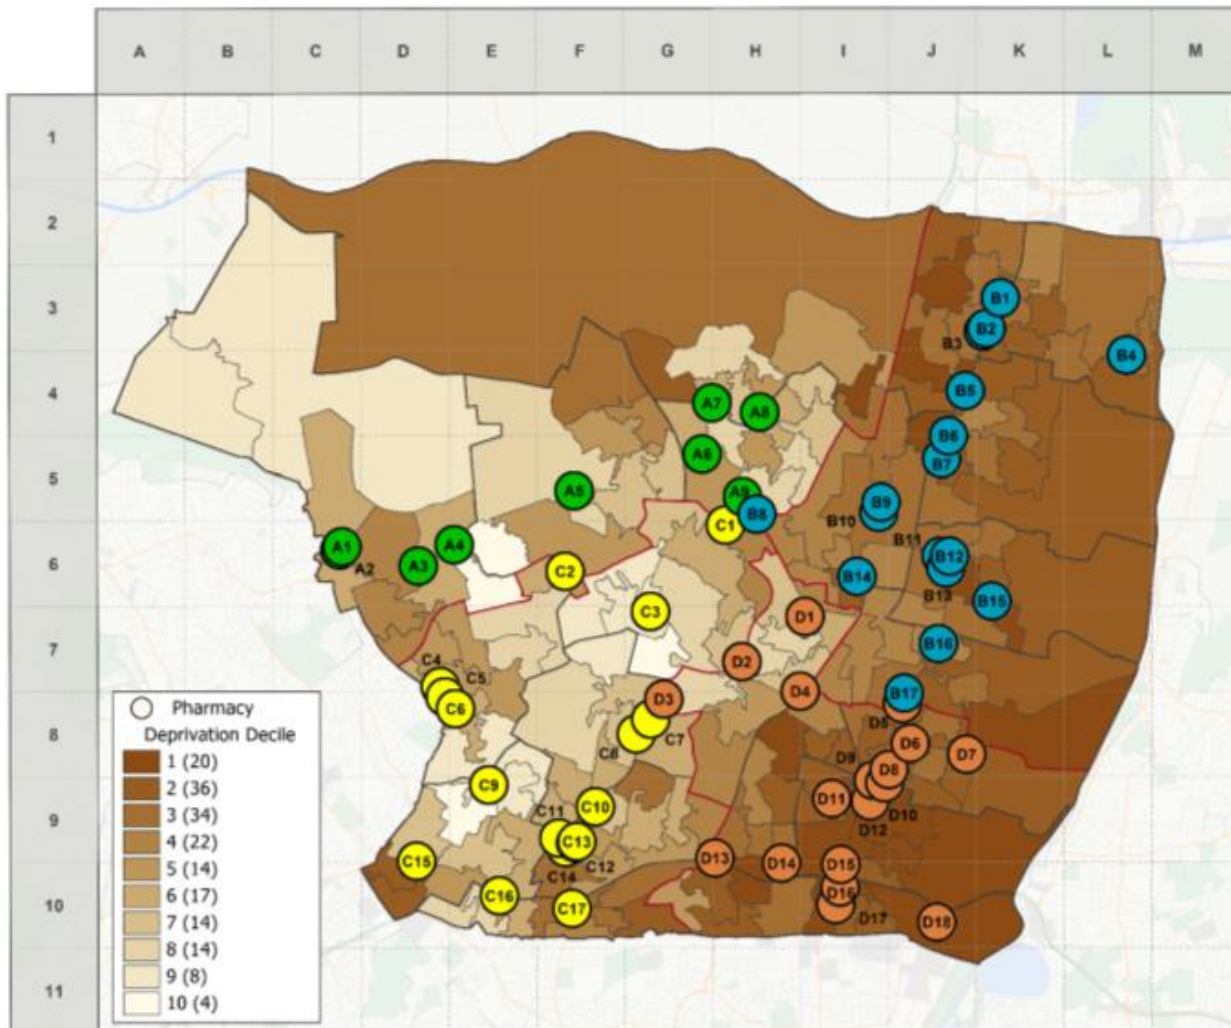 A B C D E F G H I J K L M
1
2
3
4
5
6
7
8
9
10
11
B1
B2
B3
B4
B5
A7
A8
B6
A6
B7
A5
A9
B9
B8
B10
C1
B11
A1
A4
B12
A2
A3
C2
B14
B13
B15
C3
D1
B16
C4
D2
C5
D3
D4
B17
C6
D5
C8
C7
D6
D7
D9
D8
C9
D11
D10
C10
C11
D12
C13
C12
C15
C14
D13
D14
D15
C16
D16
C17
D17
D18
Pharmacy
Deprivation Decile
1 (20)
2 (36)
3 (34)
4 (22)
5 (14)
6 (17)
7 (14)
8 (14)
9 (8)
10 (4)